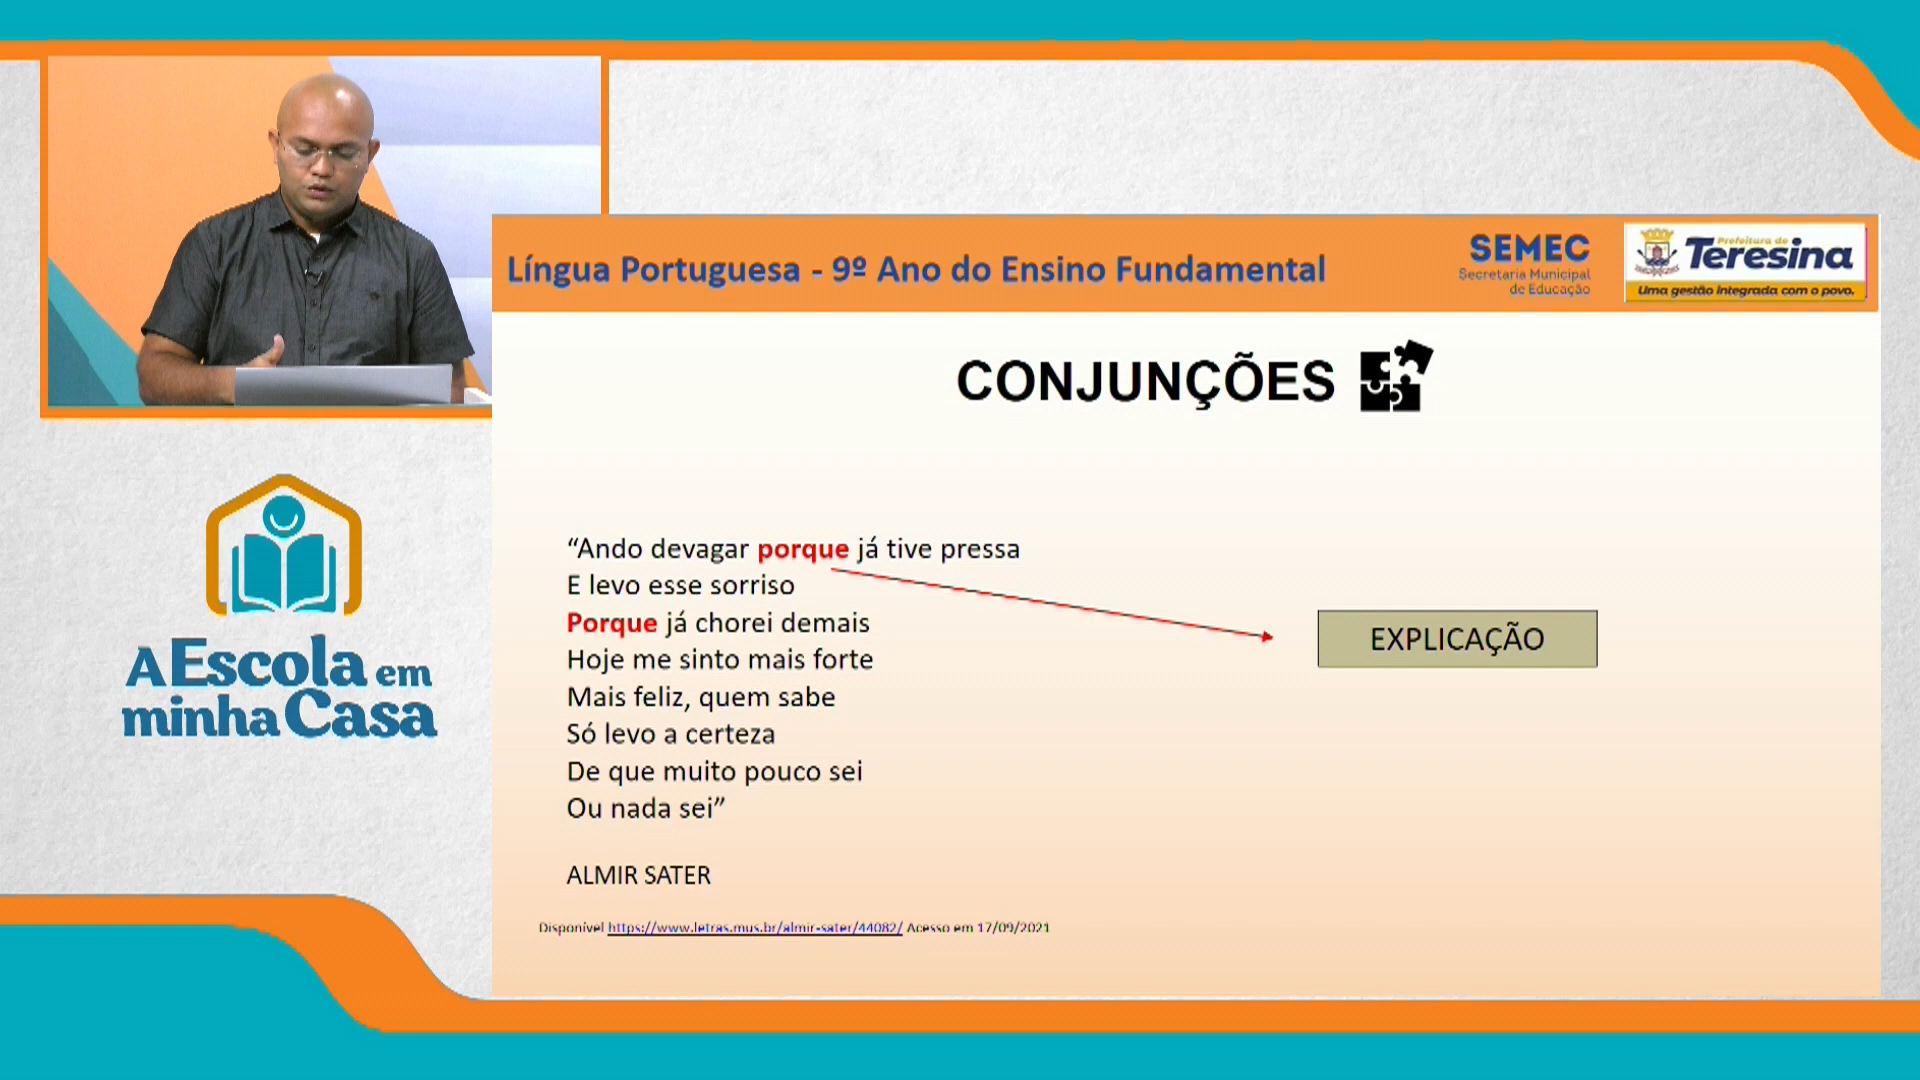 Língua Portuguesa - 9º Ano do Ensino Fundamental
SEMEC
Secretaria Municipal
de Educação
Prefeitura de
Teresina
Uma gestão integrada com o povo.
CONJUNÇÕES
“Ando devagar porque já tive pressa
E levo esse sorriso
Porque já chorei demais
Hoje me sinto mais forte
Mais feliz, quem sabe
Só levo a certeza
De que muito pouco sei
Ou nada sei”
EXPLICAÇÃO
ALMIR SATER
Disponível https://www.letras.mus.br/almir-sater/44082/ Acesso em 17/09/2021
A Escola em
minha Casa